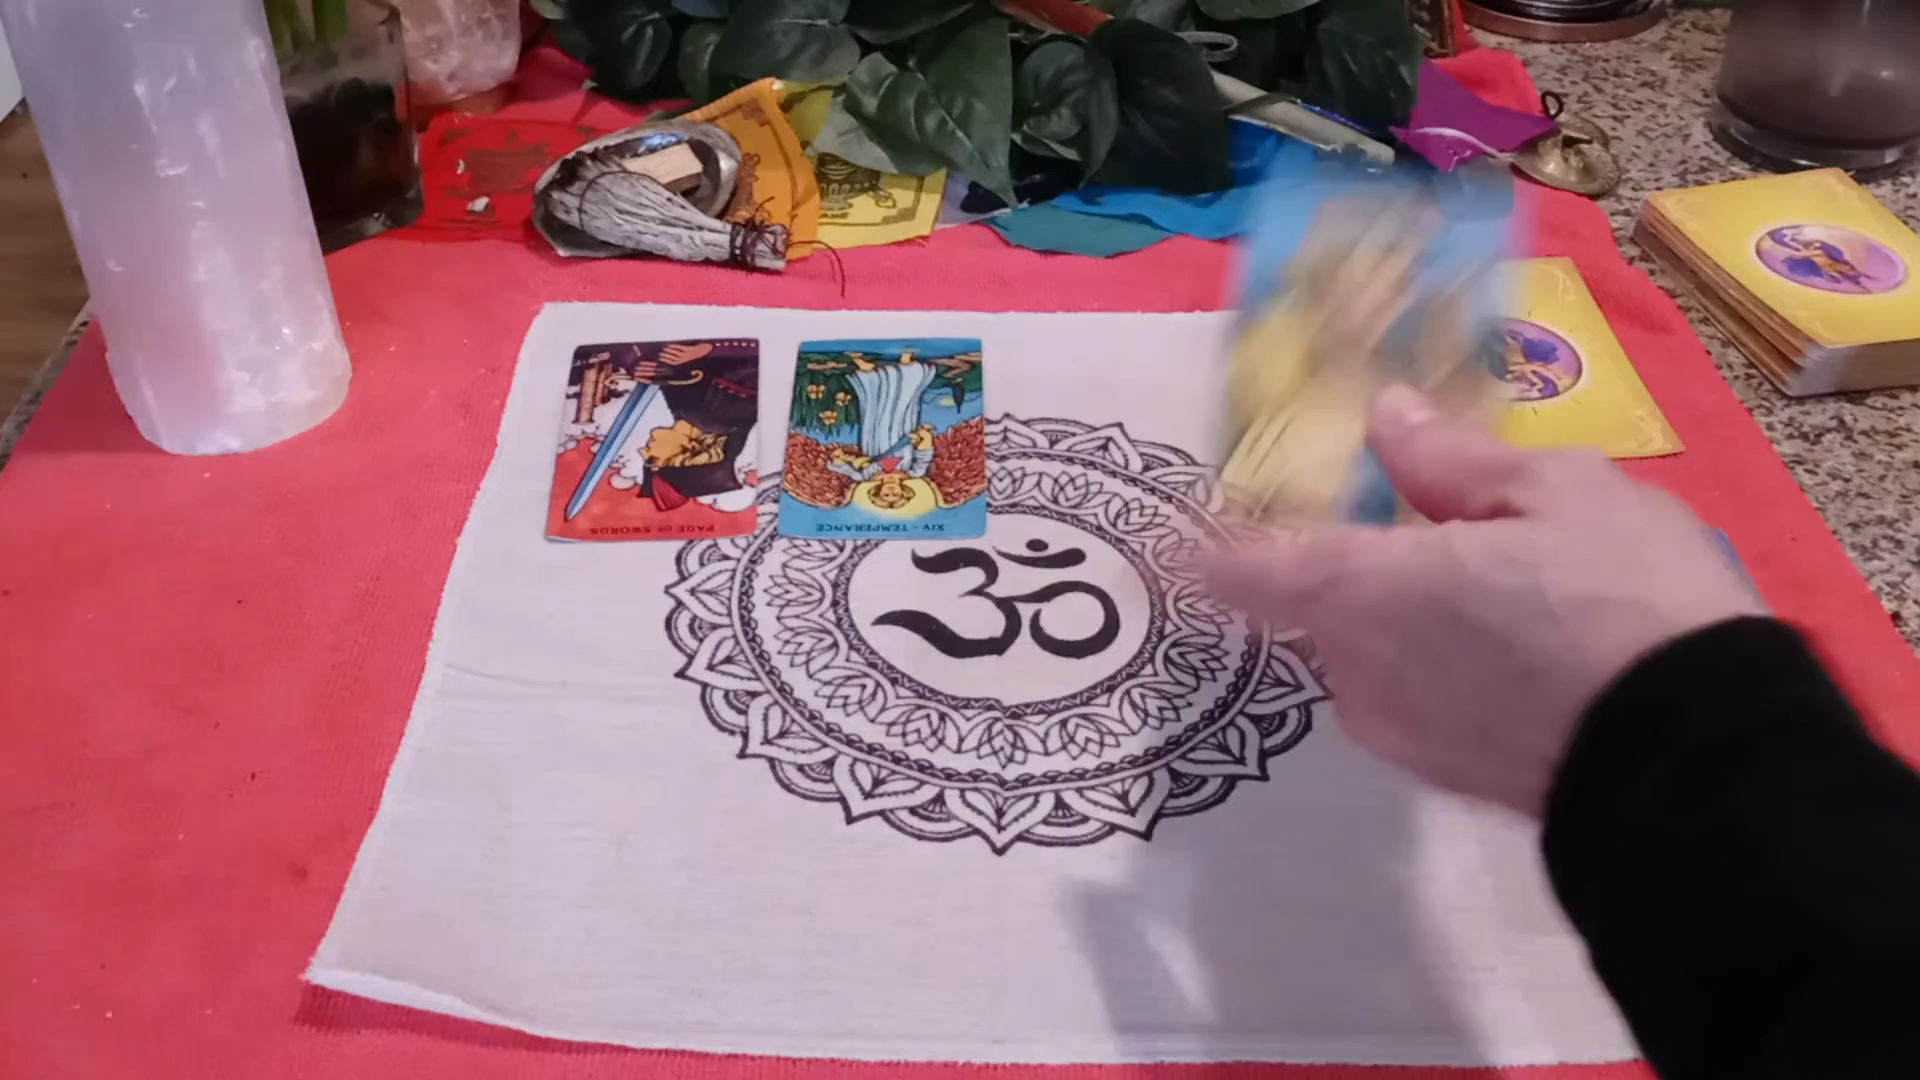 PAGE OF SWORDS
XIV - TEMPERANCE
ॐ